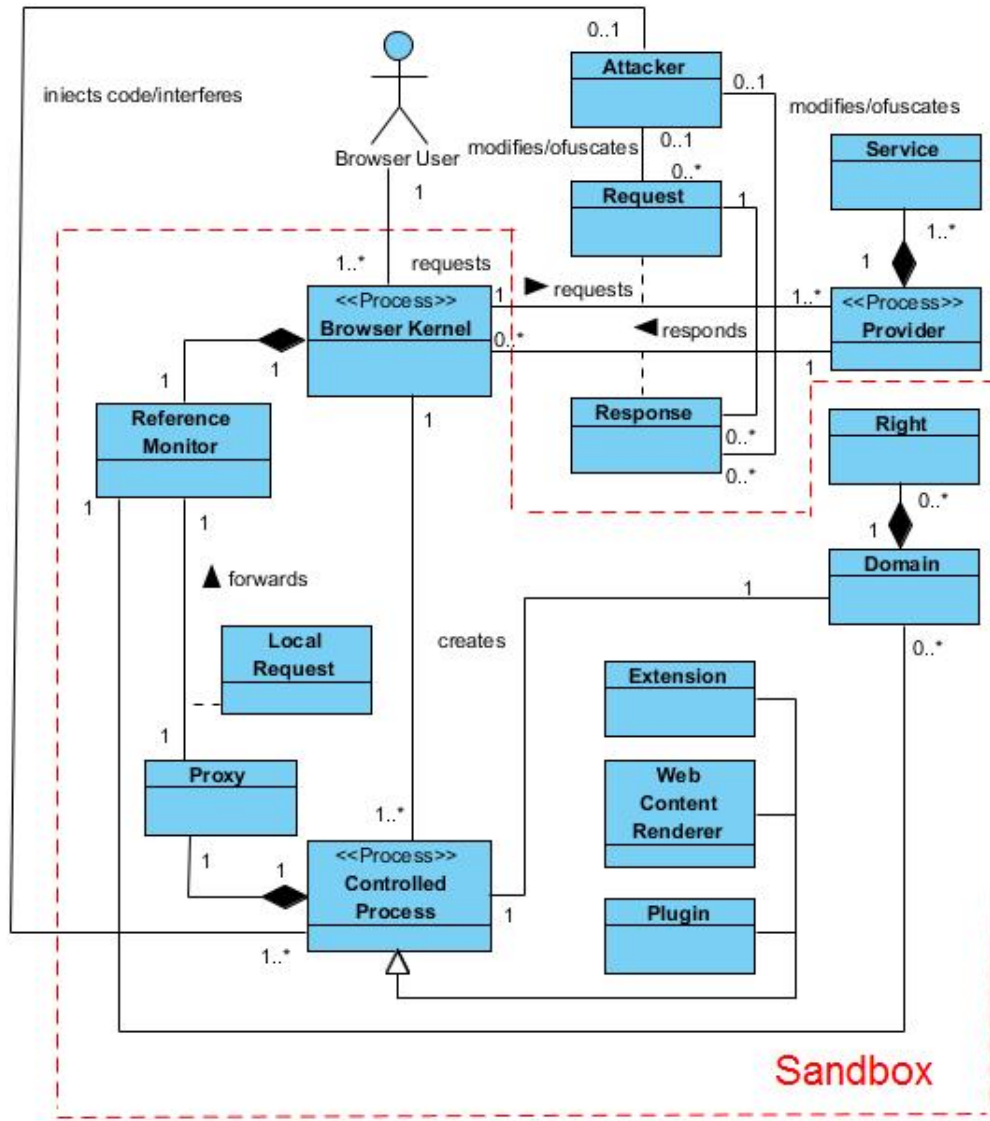 0..1
Attacker
0..1
iniects code/interferes
modifies/ofuscates
Browser User
modifies/ofuscates
0..1
Service
0..*
1
Request
1
1..*
1..*
requests
1
<<Process>>
Browser Kernel
1
requests
1..*
<<Process>>
Provider
0..*
responds
1
1
1
1
Reference
Monitor
Response
0..*
0..*
Right
0..*
1
1
1
Domain
forwards
1
Local
Request
creates
0..*
Extension
1
Proxy
Web
Content
Renderer
1..*
1
1
<<Process>>
Controlled
Process
1
Plugin
1..*
Sandbox